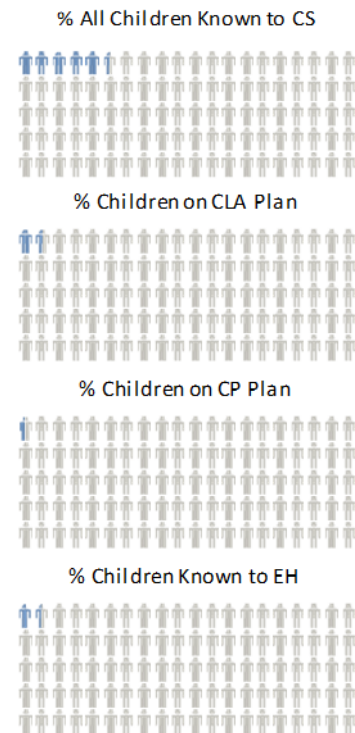 % All Children Known to CS
% Children on CLA Plan
% Children on CP Plan
% Children Known to EH